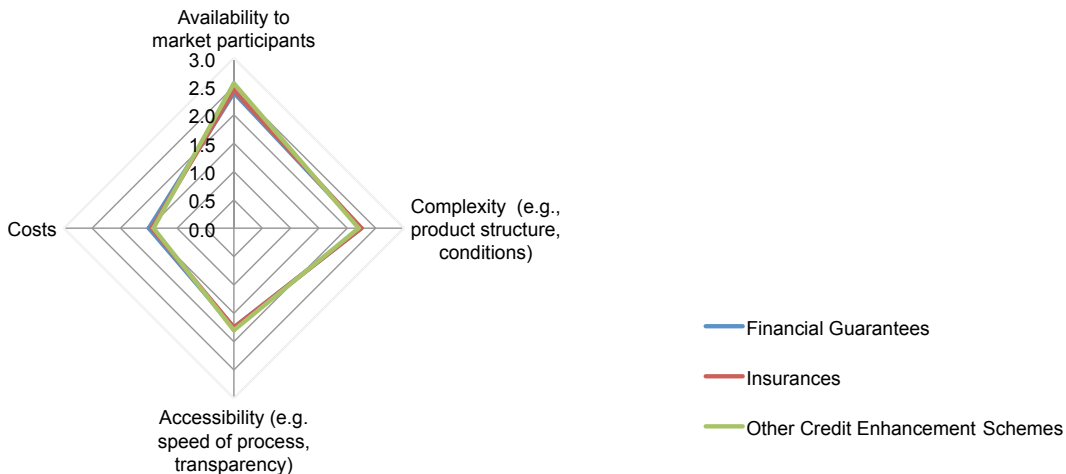 Availability to
market participants
3.0
2.5
2.0
1.5
1.0
0.5
0.0
Costs
Complexity (e.g.,
product structure,
conditions)
Accessibility (e.g.
speed of process,
transparency)
Financial Guarantees
Insurances
Other Credit Enhancement Schemes